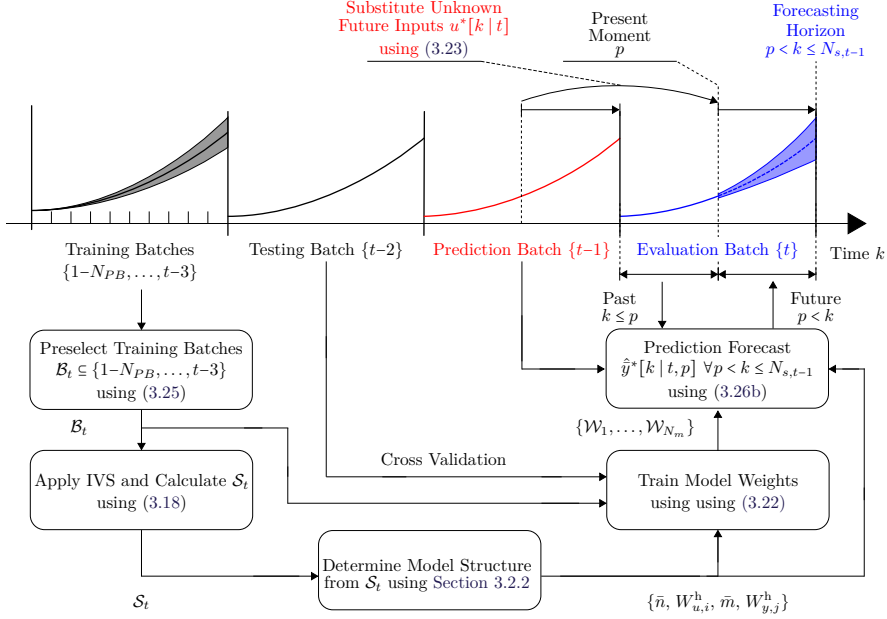 Substitute Unknown
Future Inputs u*[k | t]
using (3.23)
Present
Moment
p
Forecasting
Horizon
p < k ≤ N_{s,t−1}
Training Batches
{1−N_{PB}, . . . , t−3}
Testing Batch {t−2}
Prediction Batch {t−1}
Evaluation Batch {t}
Time k
Past
k ≤ p
Future
p < k
Preselect Training Batches
ℬ_t ⊆ {1−N_{PB}, . . . , t−3}
using (3.25)
Prediction Forecast
ŷ̄*[k | t, p] ∀p < k ≤ N_{s,t−1}
using (3.26b)
ℬ_t
{𝒲_1, . . . , 𝒲_{N_m}}
Cross Validation
Apply IVS and Calculate 𝒮_t
using (3.18)
Train Model Weights
using using (3.22)
Determine Model Structure
from 𝒮_t using Section 3.2.2
𝒮_t
{n̄, W^h_{u,i}, m̄, W^h_{y,j}}